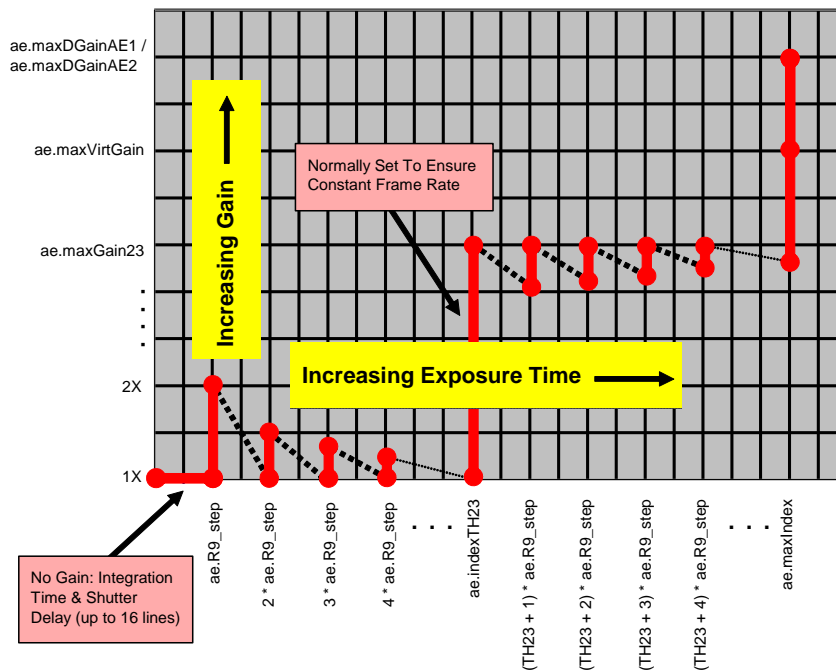 ae.maxDGainAE1 /
ae.maxDGainAE2
ae.maxVirtGain
ae.maxGain23
. . . .
2X
1X
Increasing Gain
Normally Set To Ensure
Constant Frame Rate
Increasing Exposure Time
ae.R9_step
2 * ae.R9_step
3 * ae.R9_step
4 * ae.R9_step
. . . .
ae.indexTH23
(TH23 + 1) * ae.R9_step
(TH23 + 2) * ae.R9_step
(TH23 + 3) * ae.R9_step
(TH23 + 4) * ae.R9_step
. . . .
ae.maxIndex
No Gain: Integration
Time & Shutter
Delay (up to 16 lines)